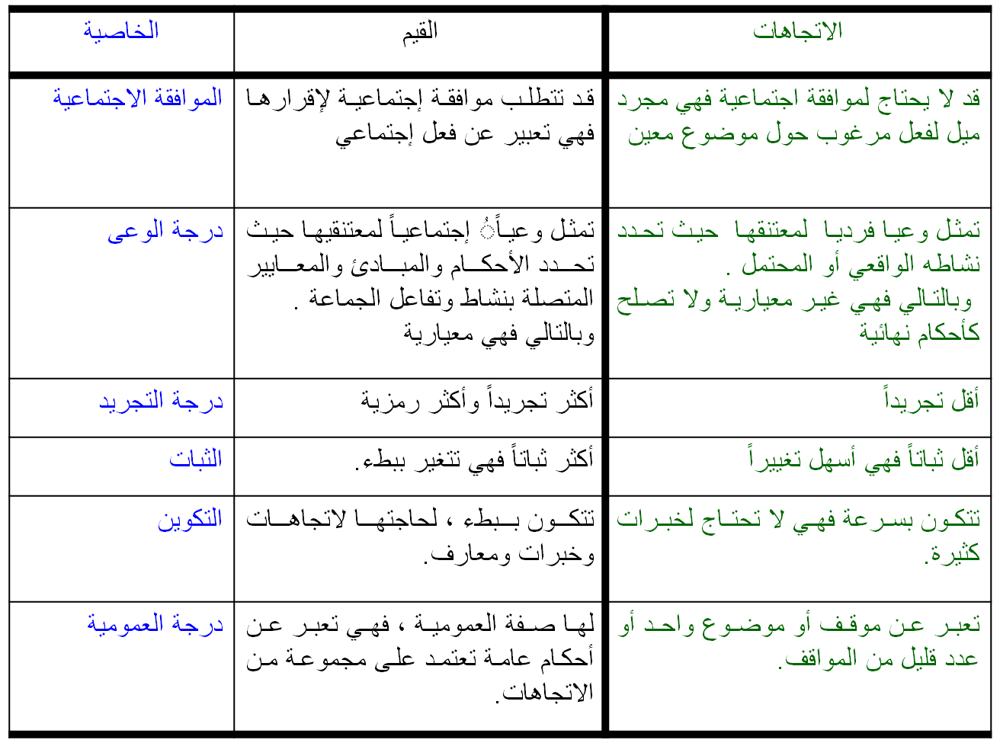 الاتجاهات
القيم
الخاصية
قد لا يحتاج لموافقة اجتماعية فهي مجرد
ميل لفعل مرغوب حول موضوع معين
قد تتطلب موافقة إجتماعية لإقرارها
فهي تعبير عن فعل إجتماعي
الموافقة الاجتماعية
تمثل وعيا فرديا لمعتنقها حيث تحدد
نشاطه الواقعي أو المحتمل .
وبالتالي فهي غير معيارية ولا تصلح
كأحكام نهائية
تمثل وعياًُ إجتماعياً لمعتنقيها حيث
تحدد الأحكام والمبادئ والمعايير
المتصلة بنشاط وتفاعل الجماعة .
وبالتالي فهي معيارية
درجة الوعى
أقل تجريداً
أكثر تجريداً وأكثر رمزية
درجة التجريد
أقل ثباتاً فهي أسهل تغييراً
أكثر ثباتاً فهي تتغير ببطء.
الثبات
تتكون بسرعة فهي لا تحتاج لخبرات
كثيرة.
تتكون ببطء ، لحاجتها لاتجاهات
وخبرات ومعارف.
التكوين
تعبر عن موقف أو موضوع واحد أو
عدد قليل من المواقف.
لها صفة العمومية ، فهي تعبر عن
أحكام عامة تعتمد على مجموعة من
الاتجاهات.
درجة العمومية